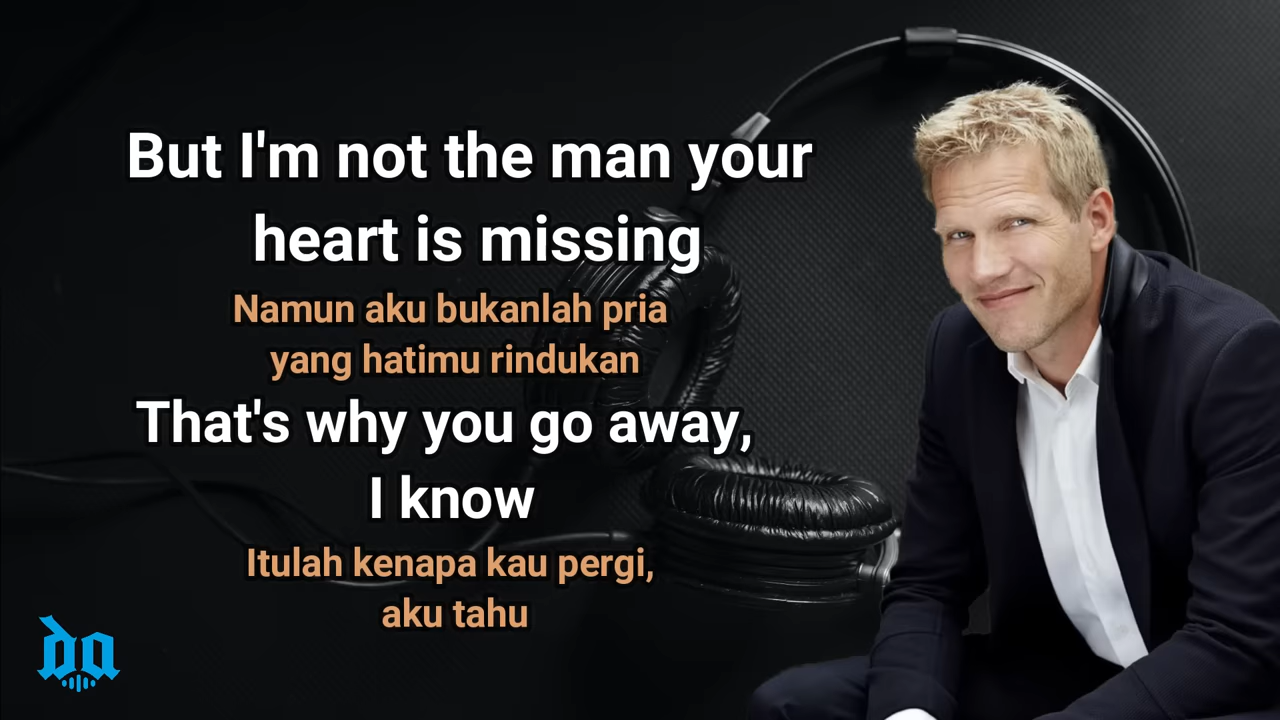 But I'm not the man your
heart is missing
Namun aku bukanlah pria
yang hatimu rindukan
That's why you go away,
I know
Itulah kenapa kau pergi,
aku tahu
da